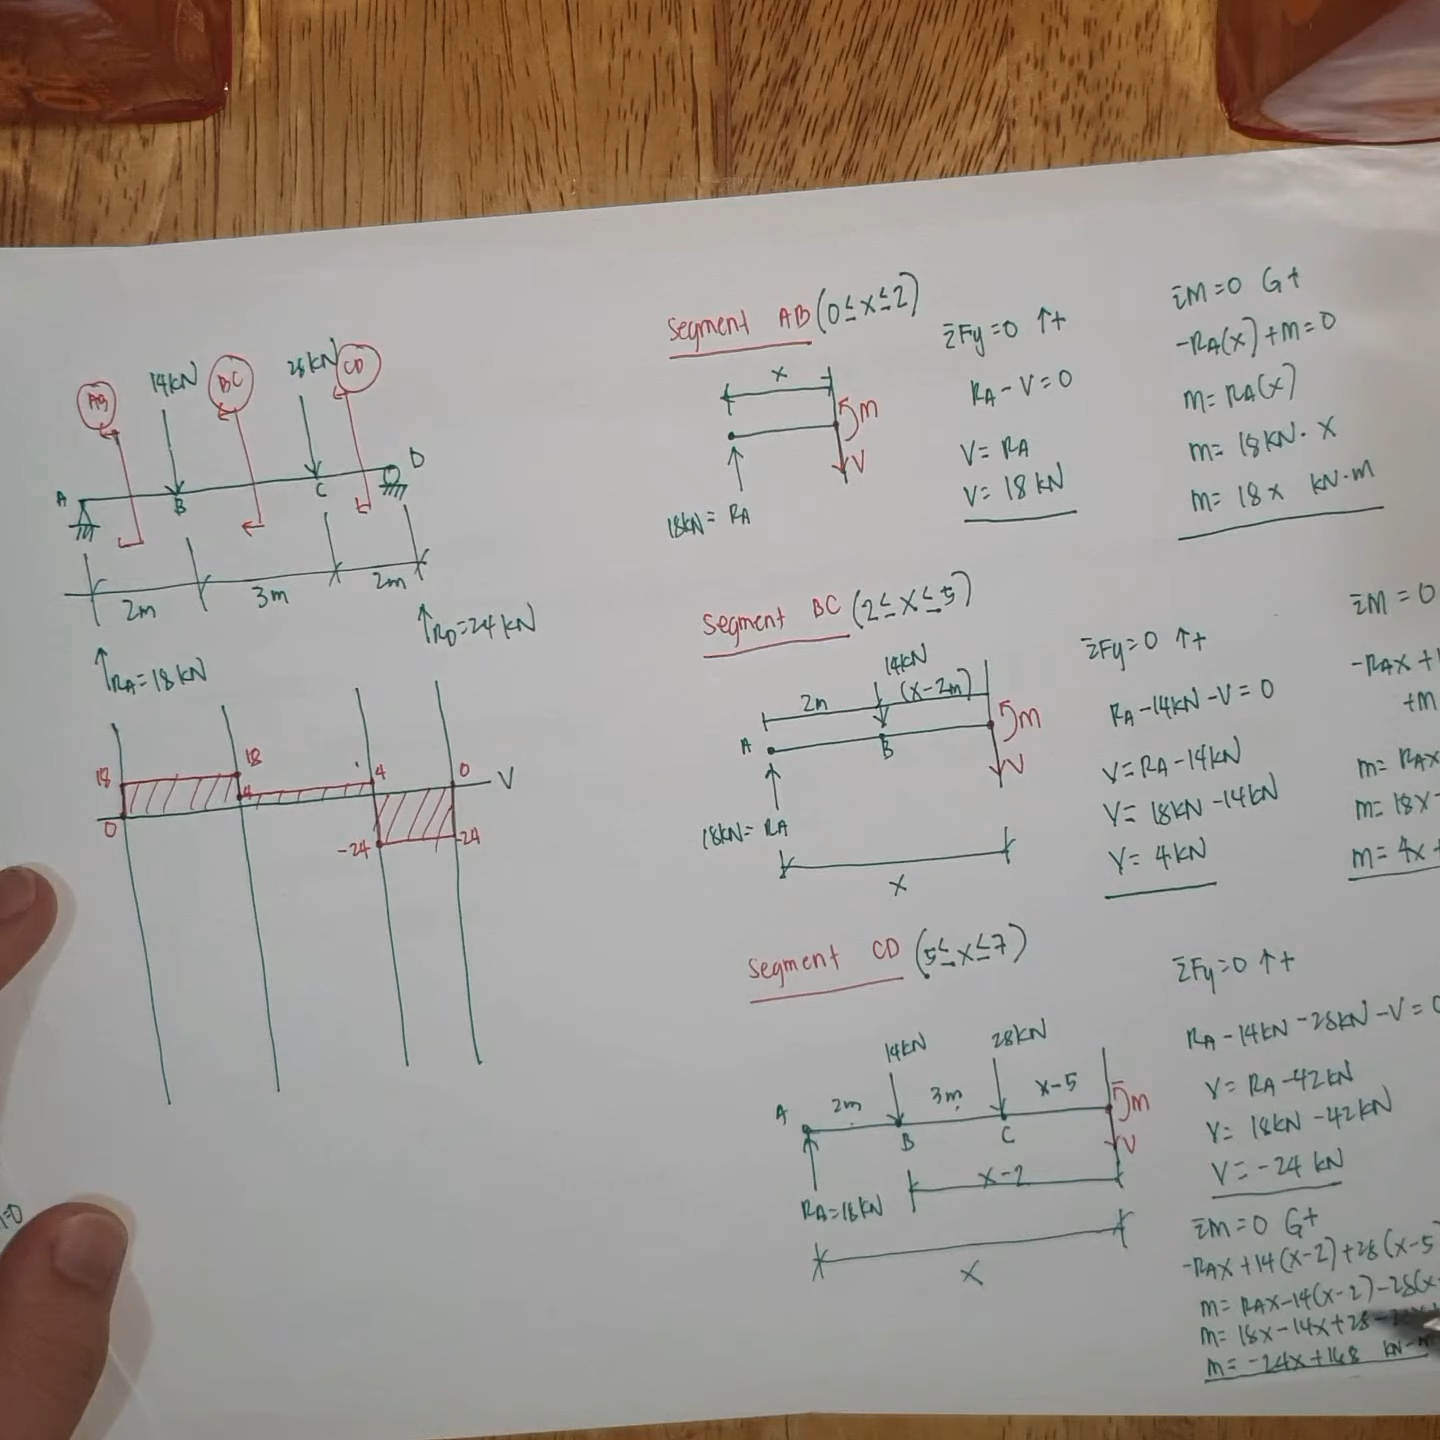 AB
14kN
BC
28kN
CD
A
B
C
D
2m
3m
2m
↑RA=18kN
↑RD=24kN
18
18
4
4
0
V
0
-24
-24
Segment AB (0≤x≤2)
x
M
V
18kN= RA
ΣFy=0 ↑+
RA-V=0
V= RA
V= 18 kN
ΣM=0 G+
-RA(x)+M=0
M= RA(x)
M= 18kN·x
M= 18x kN·m
Segment BC (2≤x≤5)
14kN
2m
(x-2m)
M
A
B
V
18kN= RA
x
ΣFy=0 ↑+
RA-14kN-V=0
V=RA-14kN
V= 18kN-14kN
V= 4kN
ΣM=0
-RAx+
+M
M= RAx
M= 18x-
M= 4x+
Segment CD (5≤x≤7)
14kN
28kN
A
2m
3m
x-5
M
B
C
V
x-2
RA=18kN
x
ΣFy=0 ↑+
RA-14kN-28kN-V=0
V= RA-42kN
V= 18kN-42kN
V= -24 kN
ΣM=0 G+
-RAx+14(x-2)+28(x-5
M= RAx-14(x-2)-28(x-
M= 18x-14x+28-
M= -24x+168 kN-
=0